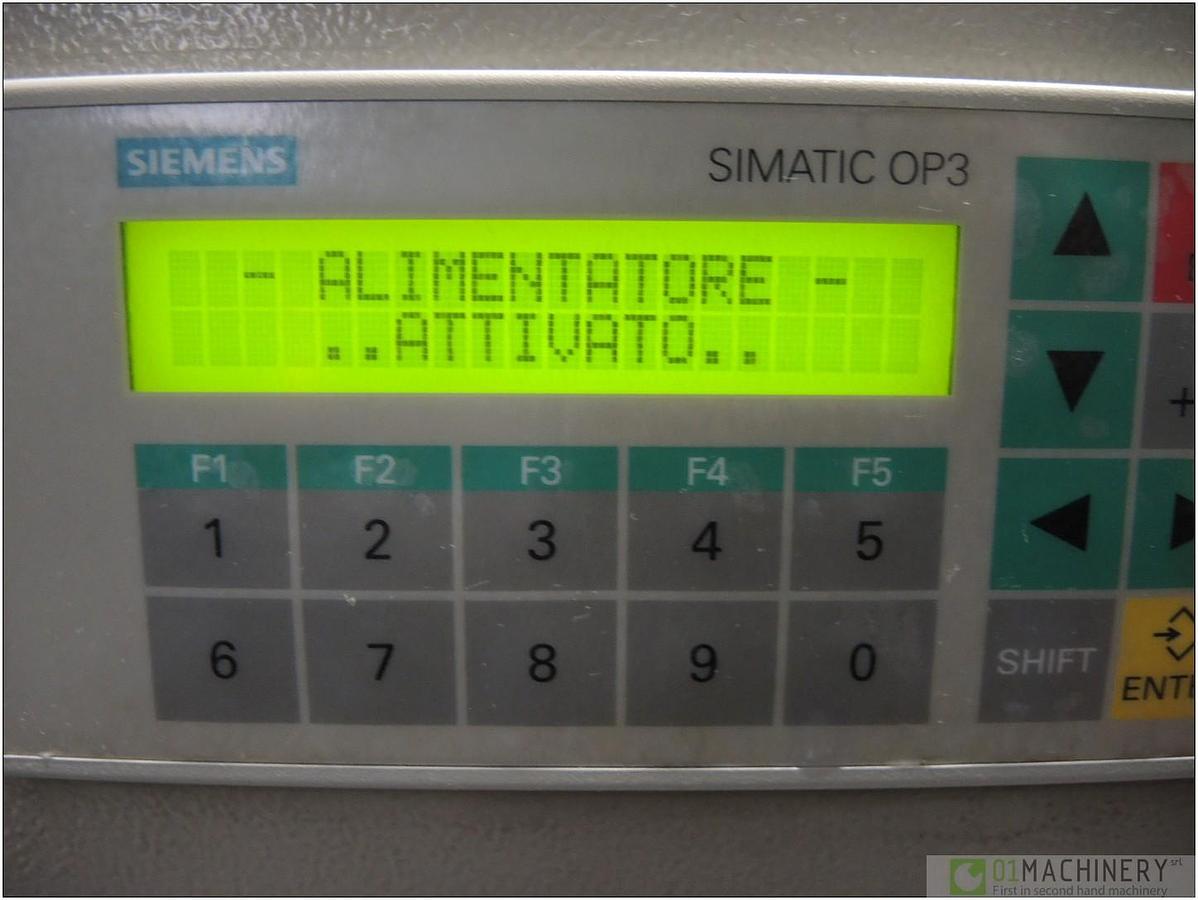 SIEMENS
SIMATIC OP3
- ALIMENTATORE -
..ATTIVATO..
F1 F2 F3 F4 F5
1 2 3 4 5
6 7 8 9 0
+
SHIFT
01MACHINERY srl
First in second hand machinery